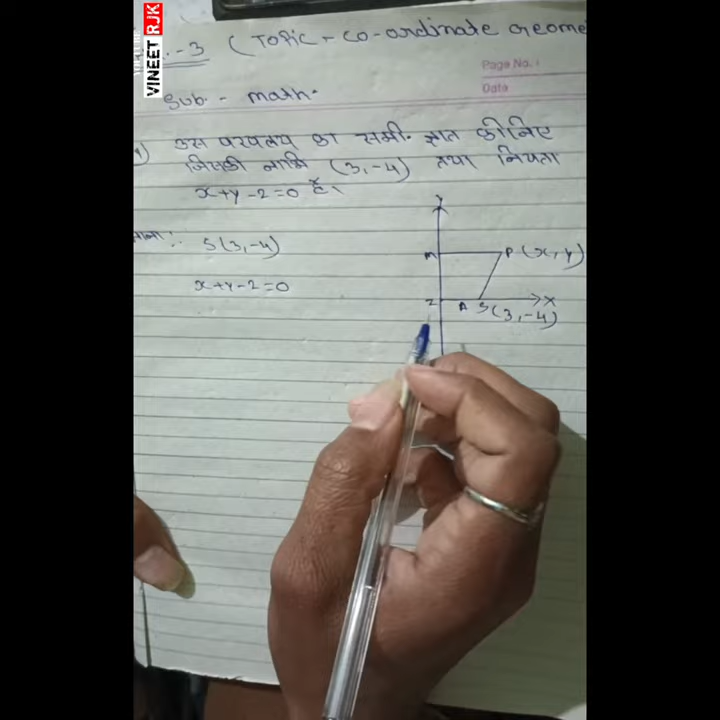 VINEET RJK
-3 (Topic - Co-ordinate Geome
Page No.
Date
Sub. - math.
उस परवलय का समी. ज्ञात कीजिए
जिसकी नाभि (3,-4) तथा नियता
x+y-2=0 है।
माना:
S(3,-4)
x+y-2=0
Y
M P(x,y)
Z A S(3,-4) X